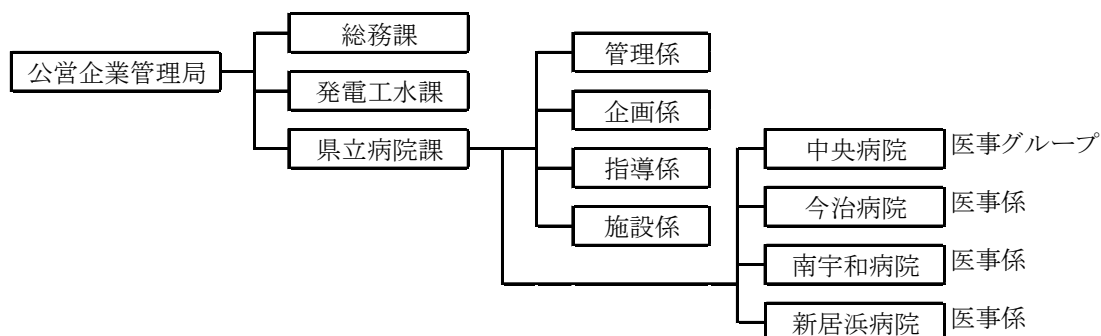 公営企業管理局
総務課
発電工水課
県立病院課
管理係
企画係
指導係
施設係
中央病院 医事グループ
今治病院 医事係
南宇和病院 医事係
新居浜病院 医事係